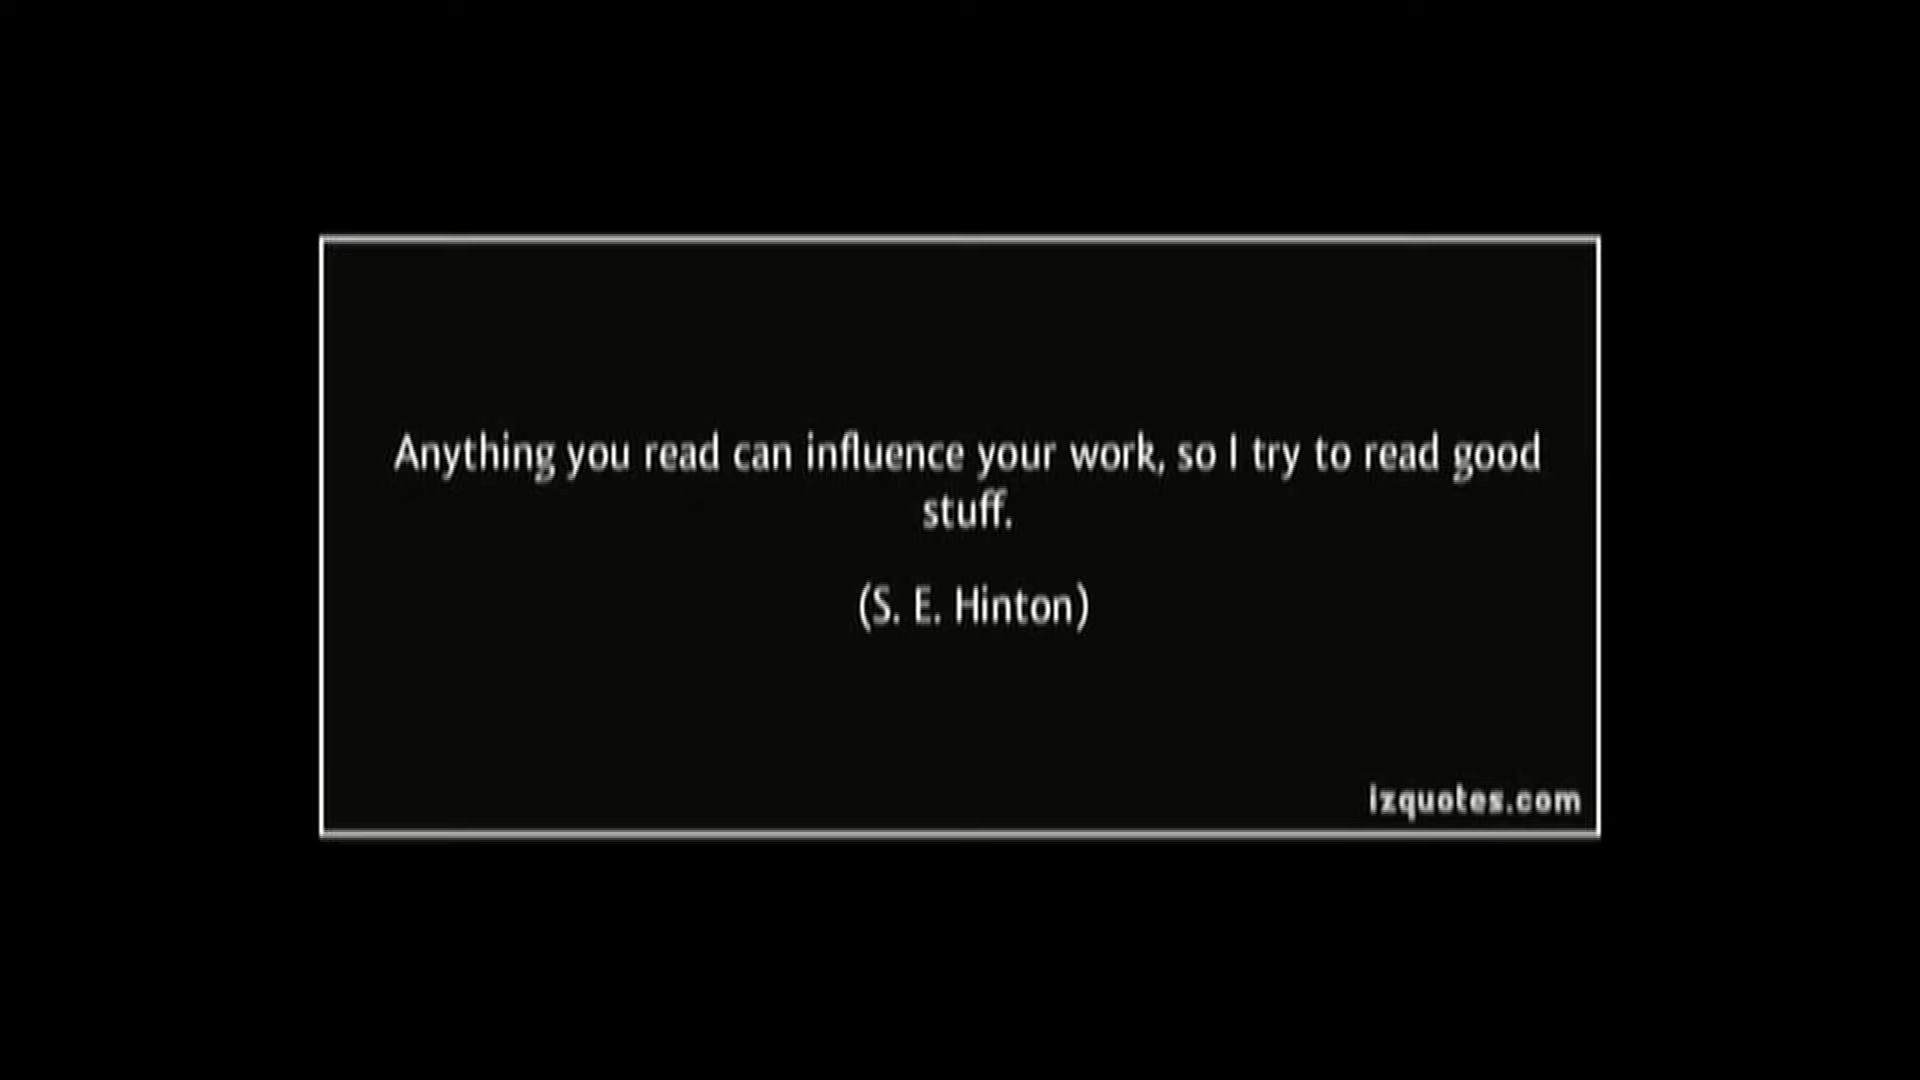 Anything you read can influence your work, so I try to read good
stuff.
(S. E. Hinton)
izquotes.com